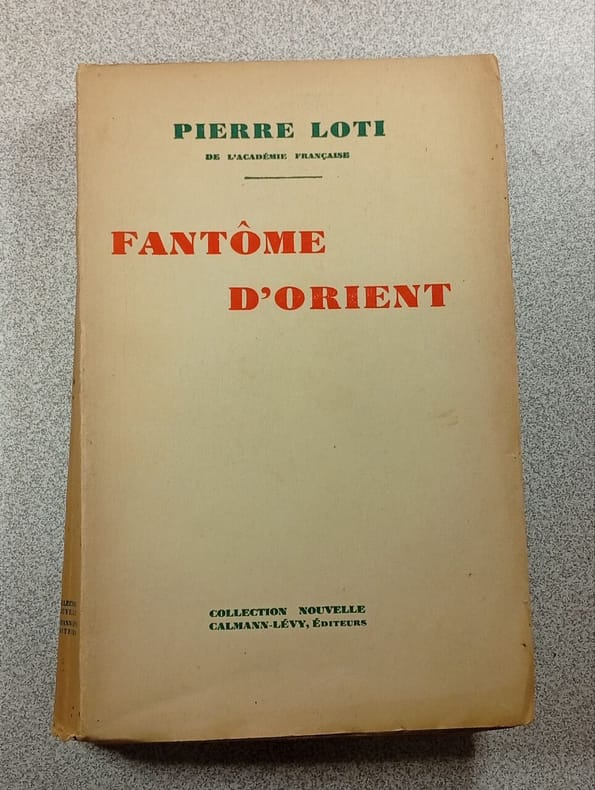 PIERRE LOTI
DE L'ACADÉMIE FRANÇAISE
FANTÔME
D'ORIENT
COLLECTION NOUVELLE
CALMANN-LÉVY, ÉDITEURS